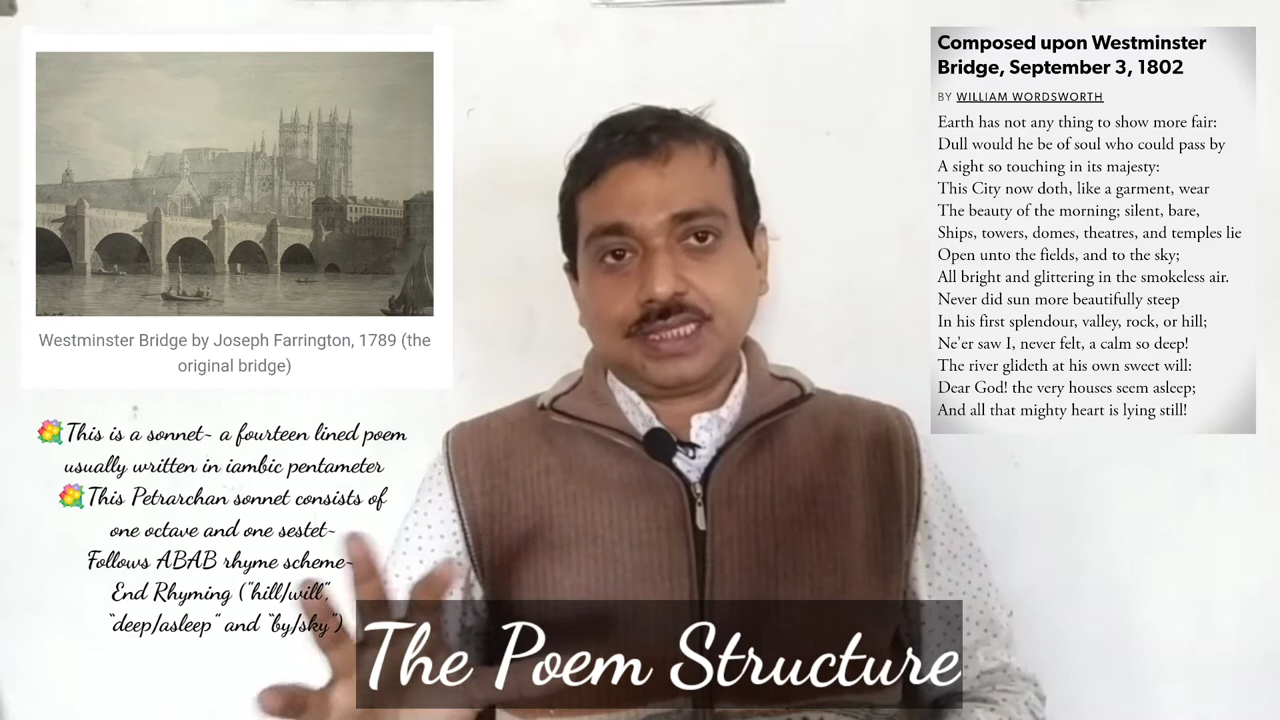 Westminster Bridge by Joseph Farrington, 1789 (the
original bridge)
This is a sonnet- a fourteen lined poem
usually written in iambic pentameter
This Petrarchan sonnet consists of
one octave and one sestet-
Follows ABAB rhyme scheme-
End Rhyming ("hill/will",
"deep/asleep" and "by/sky")
Composed upon Westminster
Bridge, September 3, 1802
BY WILLIAM WORDSWORTH
Earth has not any thing to show more fair:
Dull would he be of soul who could pass by
A sight so touching in its majesty:
This City now doth, like a garment, wear
The beauty of the morning; silent, bare,
Ships, towers, domes, theatres, and temples lie
Open unto the fields, and to the sky;
All bright and glittering in the smokeless air.
Never did sun more beautifully steep
In his first splendour, valley, rock, or hill;
Ne'er saw I, never felt, a calm so deep!
The river glideth at his own sweet will:
Dear God! the very houses seem asleep;
And all that mighty heart is lying still!
The Poem Structure